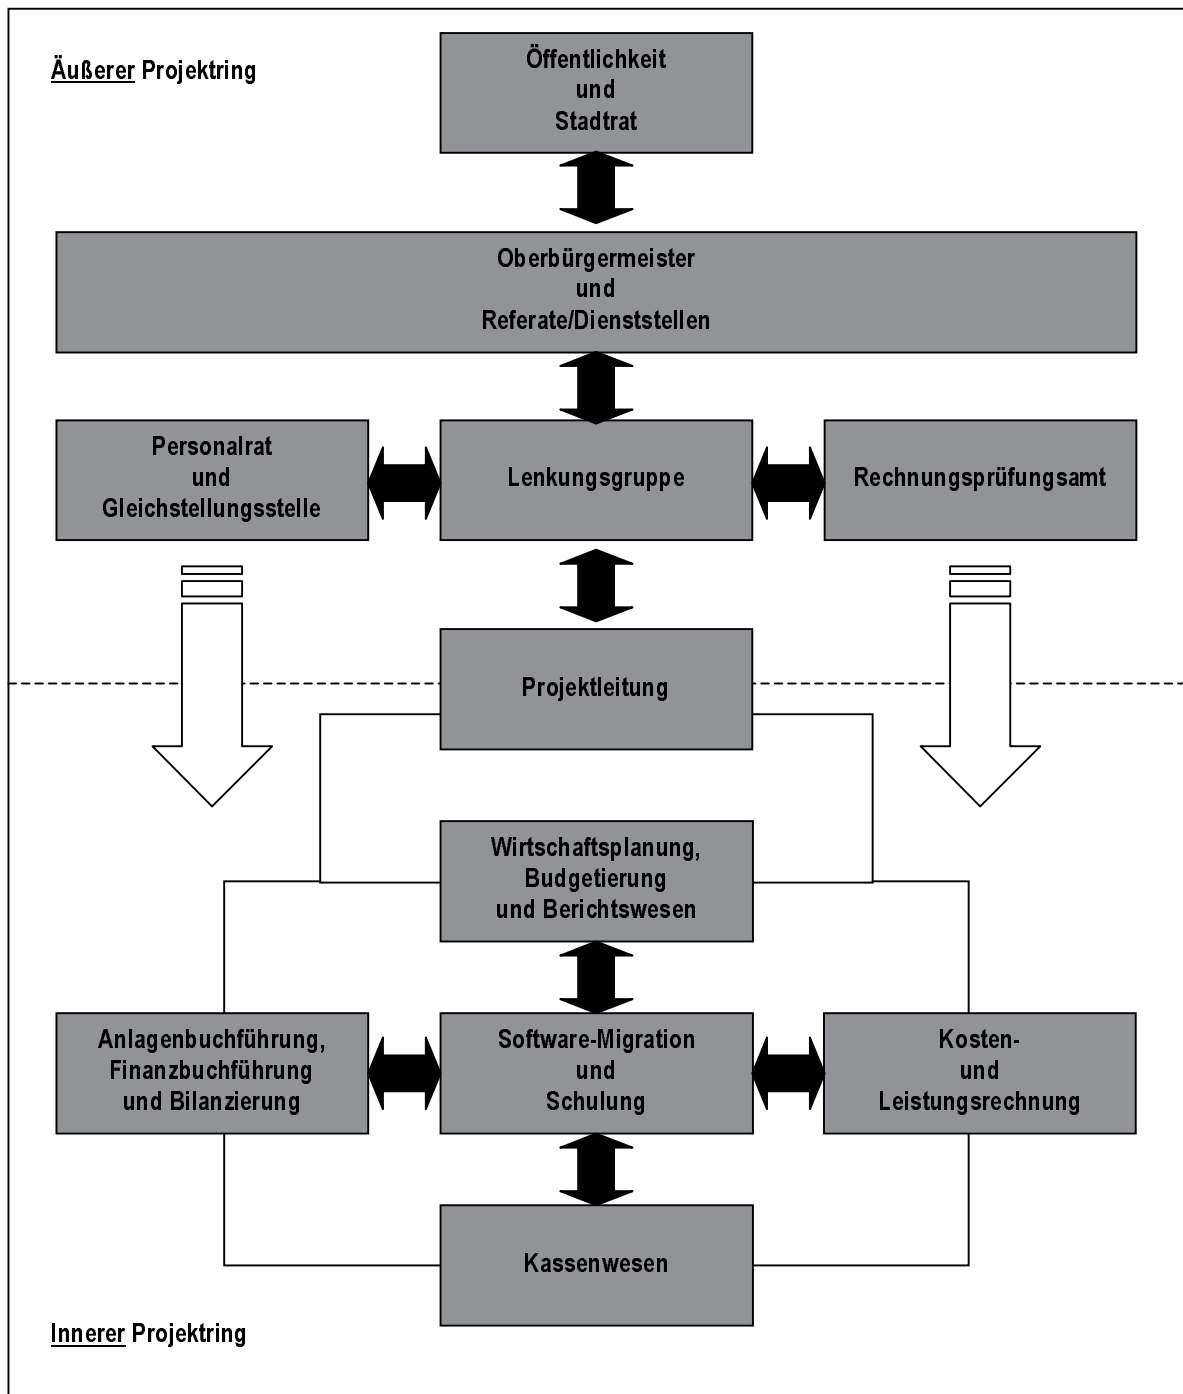 Äußerer Projektring
Öffentlichkeit
und
Stadtrat
Oberbürgermeister
und
Referate/Dienststellen
Personalrat
und
Gleichstellungsstelle
Lenkungsgruppe
Rechnungsprüfungsamt
Projektleitung
Wirtschaftsplanung,
Budgetierung
und Berichtswesen
Anlagenbuchführung,
Finanzbuchführung
und Bilanzierung
Software-Migration
und
Schulung
Kosten-
und
Leistungsrechnung
Kassenwesen
Innerer Projektring